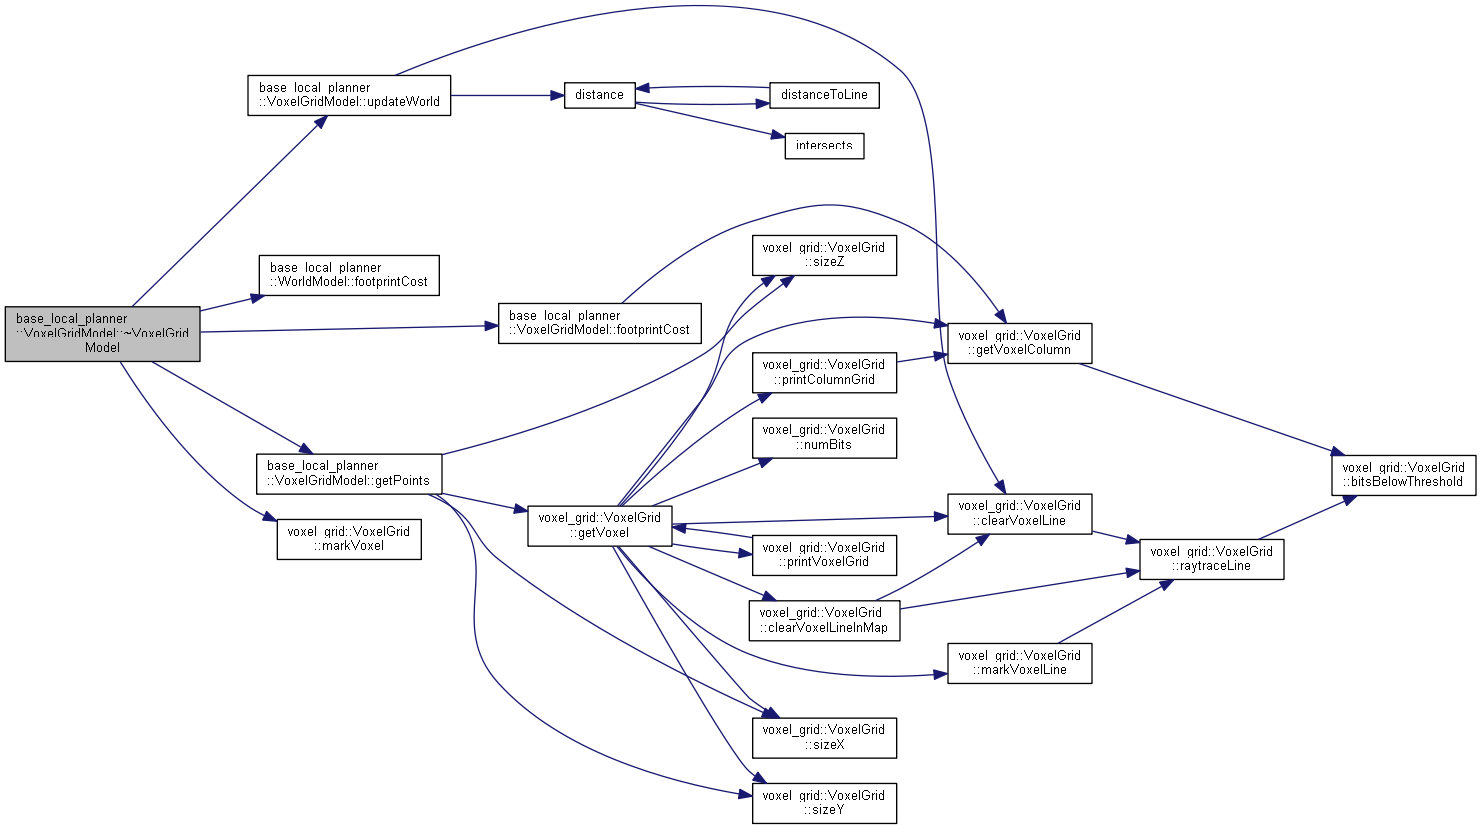 base_local_planner
::VoxelGridModel::updateWorld
distance
distanceToLine
intersects
base_local_planner
::WorldModel::footprintCost
base_local_planner
::VoxelGridModel::~VoxelGrid
Model
base_local_planner
::VoxelGridModel::footprintCost
voxel_grid::VoxelGrid
::sizeZ
voxel_grid::VoxelGrid
::getVoxelColumn
voxel_grid::VoxelGrid
::printColumnGrid
voxel_grid::VoxelGrid
::numBits
base_local_planner
::VoxelGridModel::getPoints
voxel_grid::VoxelGrid
::bitsBelowThreshold
voxel_grid::VoxelGrid
::markVoxel
voxel_grid::VoxelGrid
::getVoxel
voxel_grid::VoxelGrid
::clearVoxelLine
voxel_grid::VoxelGrid
::printVoxelGrid
voxel_grid::VoxelGrid
::raytraceLine
voxel_grid::VoxelGrid
::clearVoxelLineInMap
voxel_grid::VoxelGrid
::markVoxelLine
voxel_grid::VoxelGrid
::sizeX
voxel_grid::VoxelGrid
::sizeY